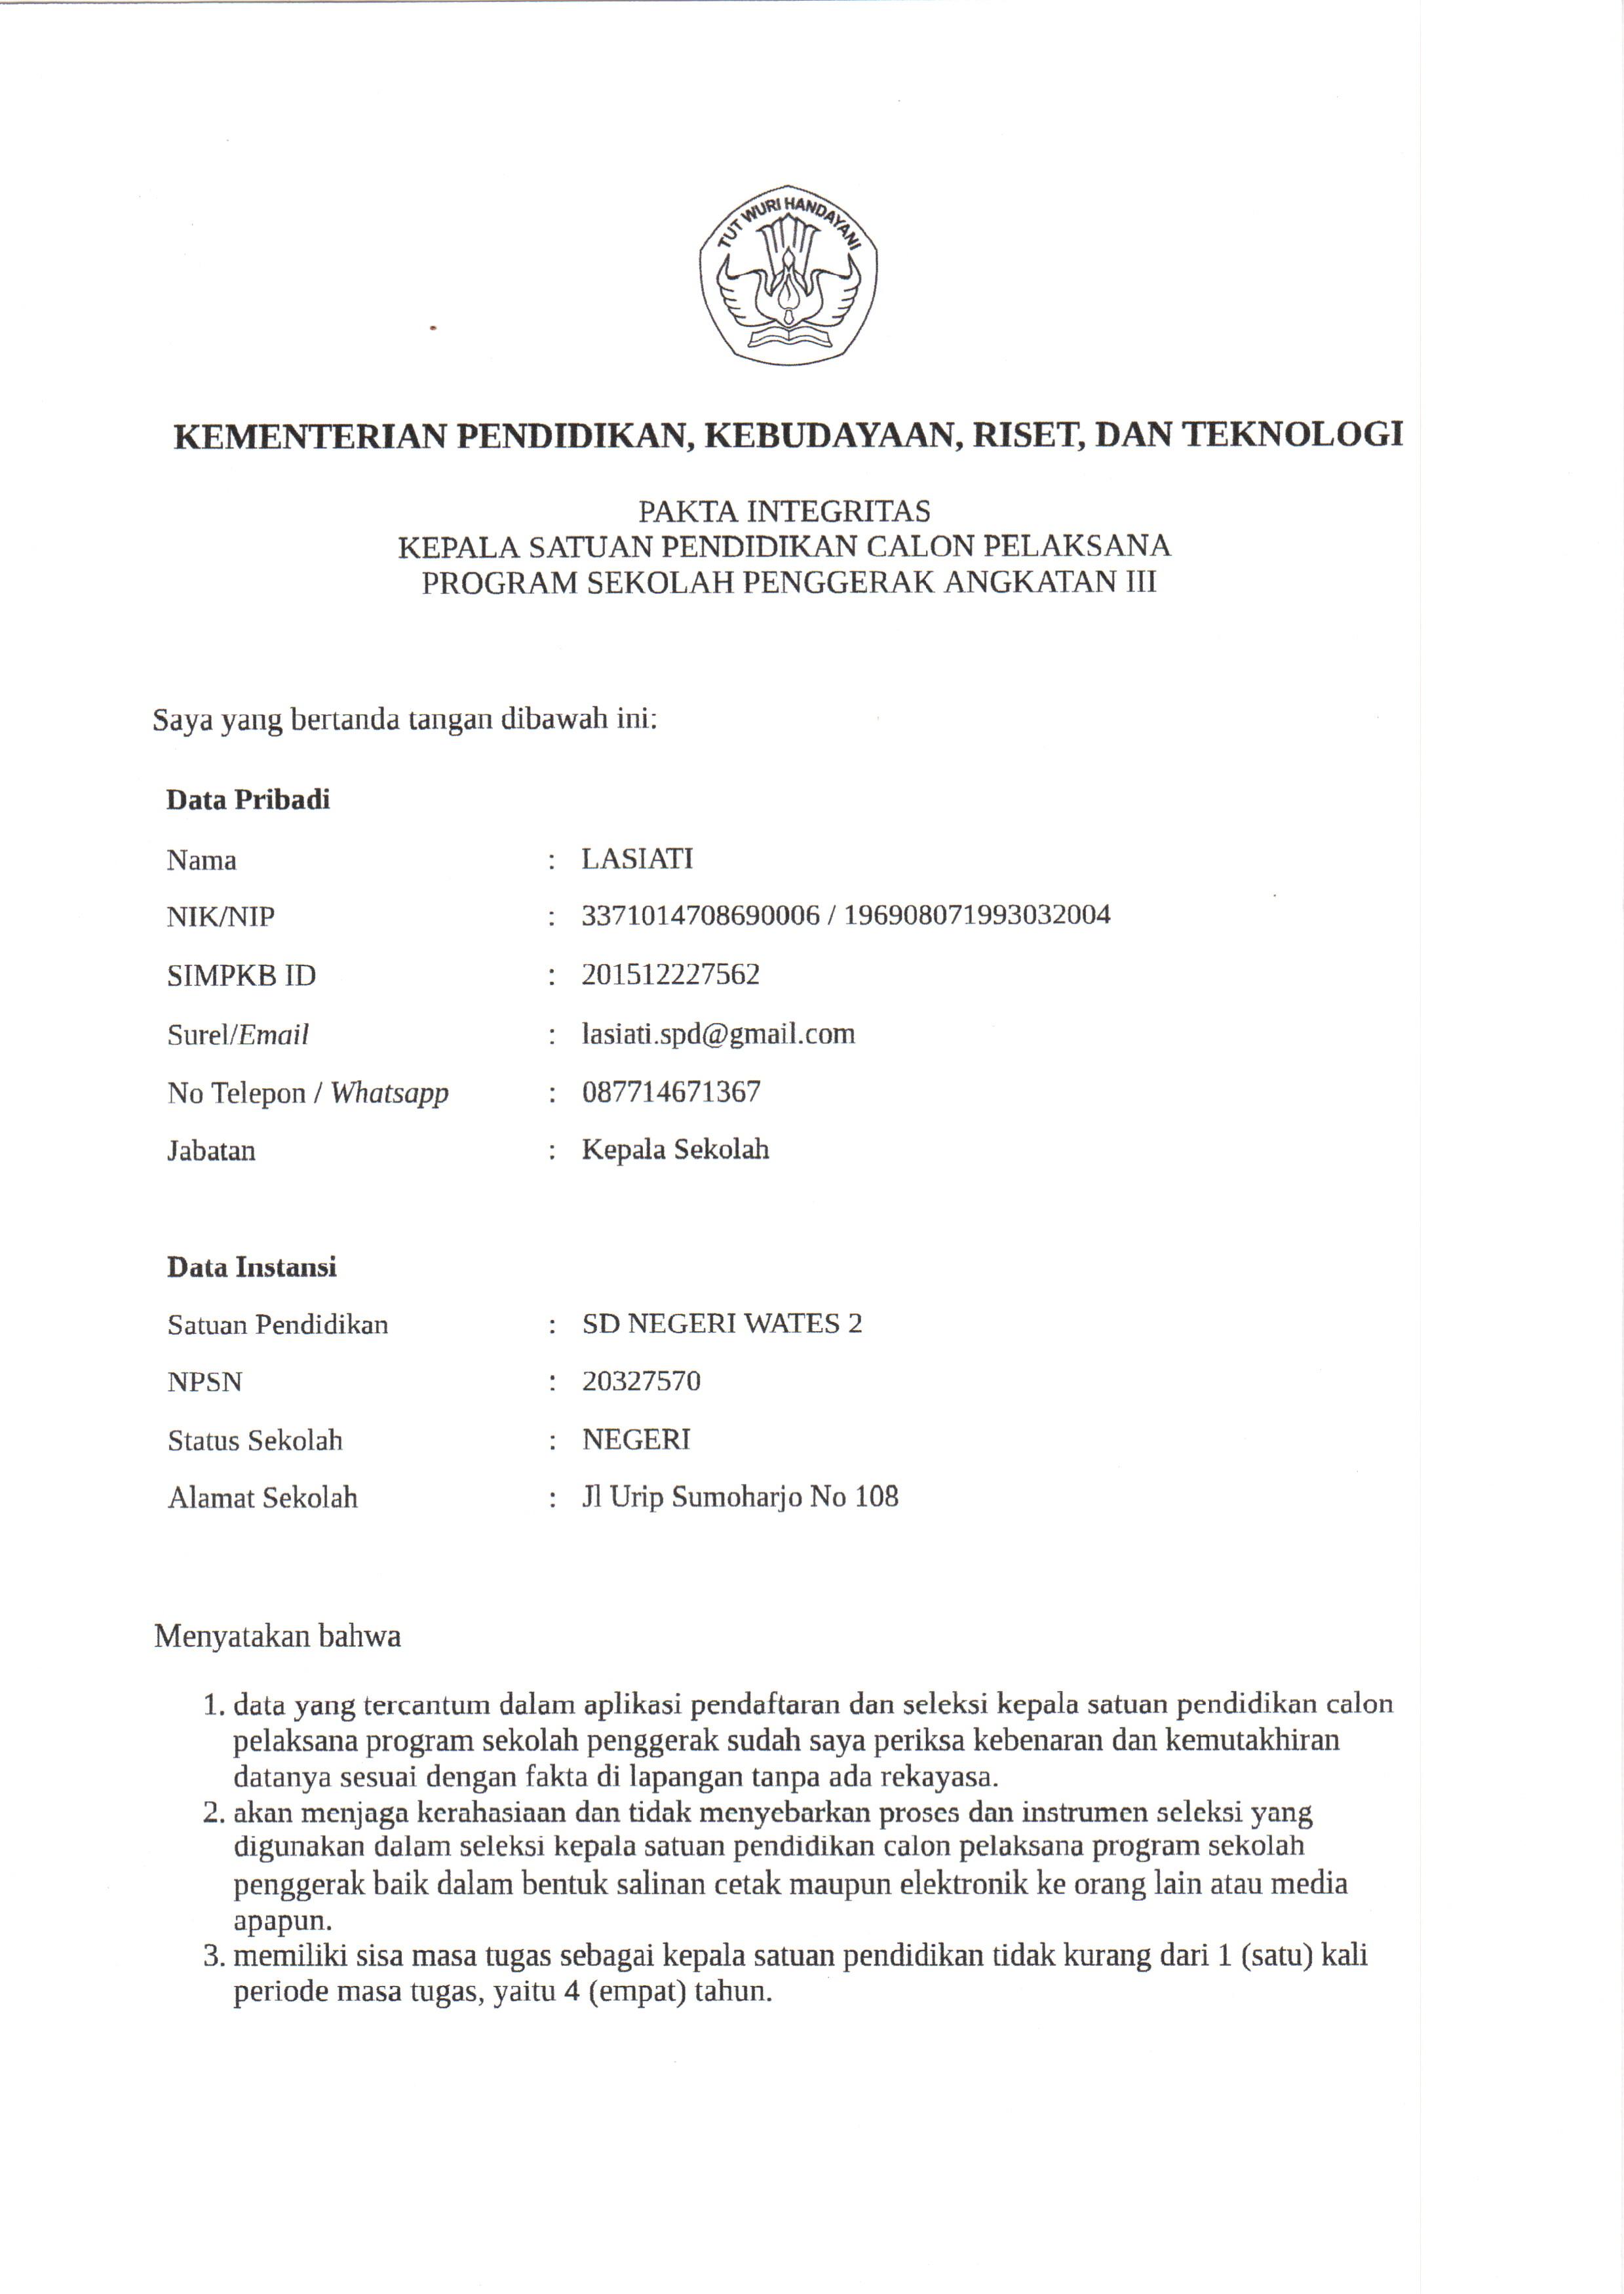 TUT WURI HANDAYANI
KEMENTERIAN PENDIDIKAN, KEBUDAYAAN, RISET, DAN TEKNOLOGI
PAKTA INTEGRITAS
KEPALA SATUAN PENDIDIKAN CALON PELAKSANA
PROGRAM SEKOLAH PENGGERAK ANGKATAN III
Saya yang bertanda tangan dibawah ini:
Data Pribadi
Nama : LASIATI
NIK/NIP : 3371014708690006 / 196908071993032004
SIMPKB ID : 201512227562
Surel/Email : lasiati.spd@gmail.com
No Telepon / Whatsapp : 087714671367
Jabatan : Kepala Sekolah
Data Instansi
Satuan Pendidikan : SD NEGERI WATES 2
NPSN : 20327570
Status Sekolah : NEGERI
Alamat Sekolah : Jl Urip Sumoharjo No 108
Menyatakan bahwa
1. data yang tercantum dalam aplikasi pendaftaran dan seleksi kepala satuan pendidikan calon
pelaksana program sekolah penggerak sudah saya periksa kebenaran dan kemutakhiran
datanya sesuai dengan fakta di lapangan tanpa ada rekayasa.
2. akan menjaga kerahasiaan dan tidak menyebarkan proses dan instrumen seleksi yang
digunakan dalam seleksi kepala satuan pendidikan calon pelaksana program sekolah
penggerak baik dalam bentuk salinan cetak maupun elektronik ke orang lain atau media
apapun.
3. memiliki sisa masa tugas sebagai kepala satuan pendidikan tidak kurang dari 1 (satu) kali
periode masa tugas, yaitu 4 (empat) tahun.